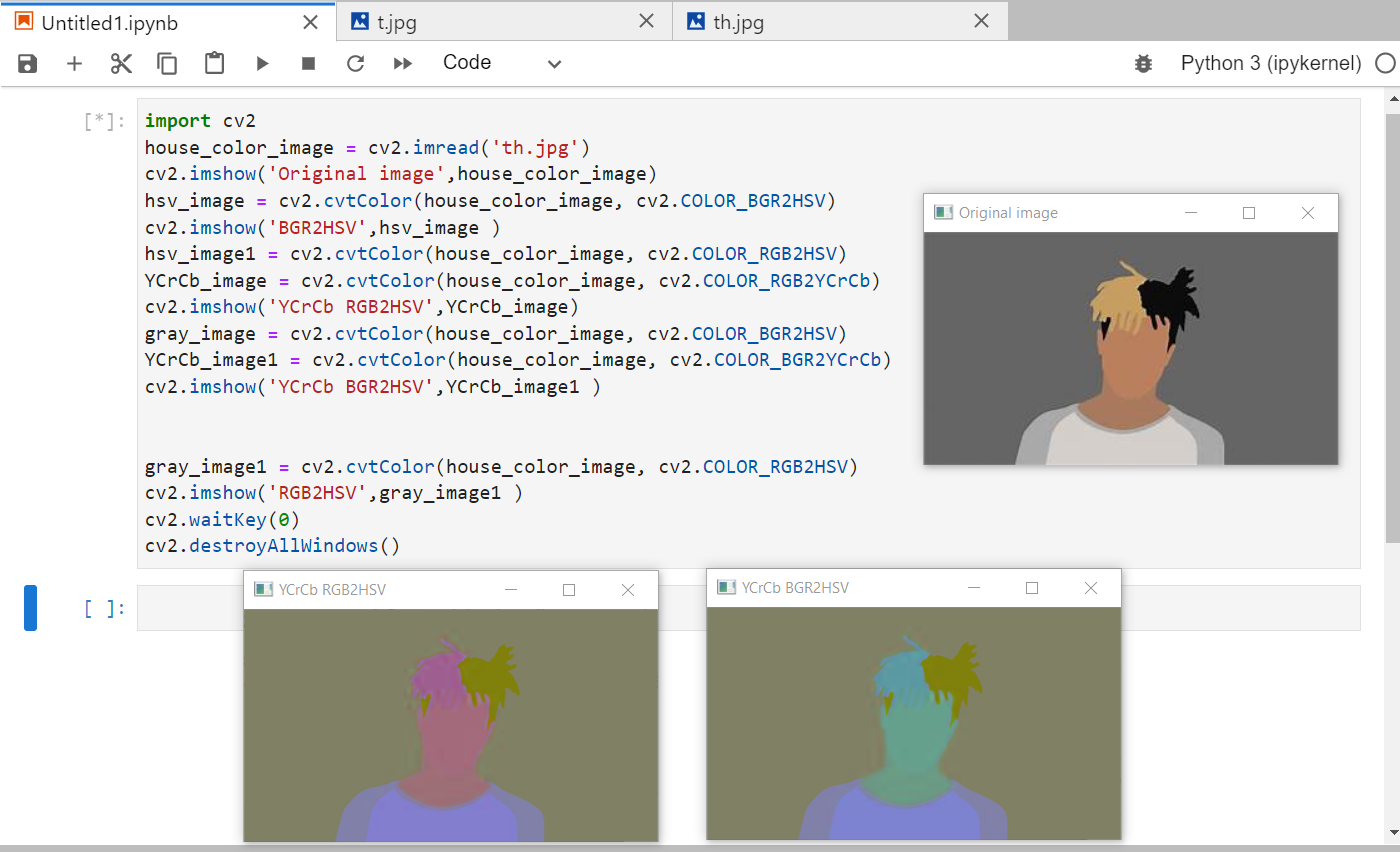 Untitled1.ipynb t.jpg th.jpg
Code Python 3 (ipykernel)
[*]: import cv2
house_color_image = cv2.imread('th.jpg')
cv2.imshow('Original image',house_color_image)
hsv_image = cv2.cvtColor(house_color_image, cv2.COLOR_BGR2HSV)
cv2.imshow('BGR2HSV',hsv_image )
hsv_image1 = cv2.cvtColor(house_color_image, cv2.COLOR_RGB2HSV)
YCrCb_image = cv2.cvtColor(house_color_image, cv2.COLOR_RGB2YCrCb)
cv2.imshow('YCrCb RGB2HSV',YCrCb_image)
gray_image = cv2.cvtColor(house_color_image, cv2.COLOR_BGR2HSV)
YCrCb_image1 = cv2.cvtColor(house_color_image, cv2.COLOR_BGR2YCrCb)
cv2.imshow('YCrCb BGR2HSV',YCrCb_image1 )
gray_image1 = cv2.cvtColor(house_color_image, cv2.COLOR_RGB2HSV)
cv2.imshow('RGB2HSV',gray_image1 )
cv2.waitKey(0)
cv2.destroyAllWindows()
Original image
[ ]:
YCrCb RGB2HSV
YCrCb BGR2HSV